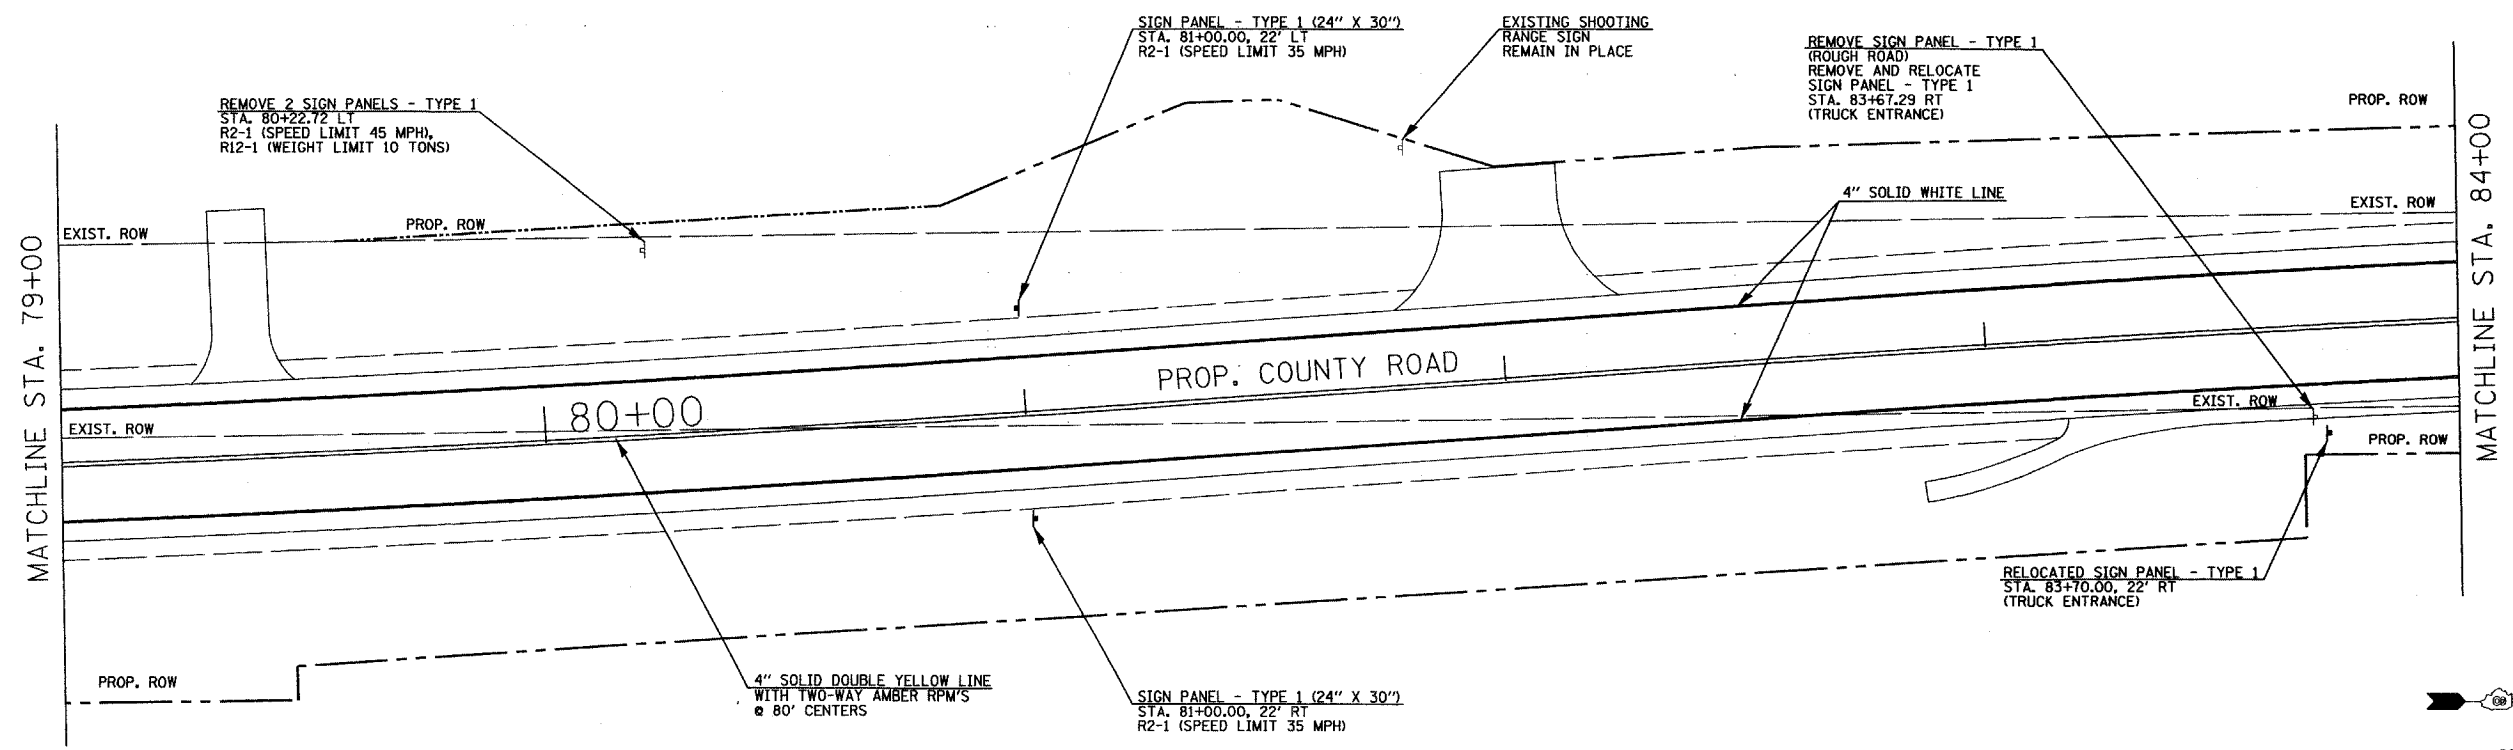 SIGN PANEL - TYPE 1 (24" X 30")
STA. 81+00.00, 22' LT
R2-1 (SPEED LIMIT 35 MPH)
EXISTING SHOOTING
RANGE SIGN
REMAIN IN PLACE
REMOVE SIGN PANEL - TYPE 1
(ROUGH ROAD)
REMOVE AND RELOCATE
SIGN PANEL - TYPE 1
STA. 83+67.29 RT
(TRUCK ENTRANCE)
PROP. ROW
REMOVE 2 SIGN PANELS - TYPE 1
STA. 80+22.72 LT
R2-1 (SPEED LIMIT 45 MPH),
R12-1 (WEIGHT LIMIT 10 TONS)
4" SOLID WHITE LINE
EXIST. ROW
PROP. ROW
EXIST. ROW
MATCHLINE STA. 79+00
MATCHLINE STA. 84+00
PROP. COUNTY ROAD
80+00
EXIST. ROW
EXIST. ROW
PROP. ROW
RELOCATED SIGN PANEL - TYPE 1
STA. 83+70.00, 22' RT
(TRUCK ENTRANCE)
PROP. ROW
4" SOLID DOUBLE YELLOW LINE
WITH TWO-WAY AMBER RPM'S
@ 80' CENTERS
SIGN PANEL - TYPE 1 (24" X 30")
STA. 81+00.00, 22' RT
R2-1 (SPEED LIMIT 35 MPH)